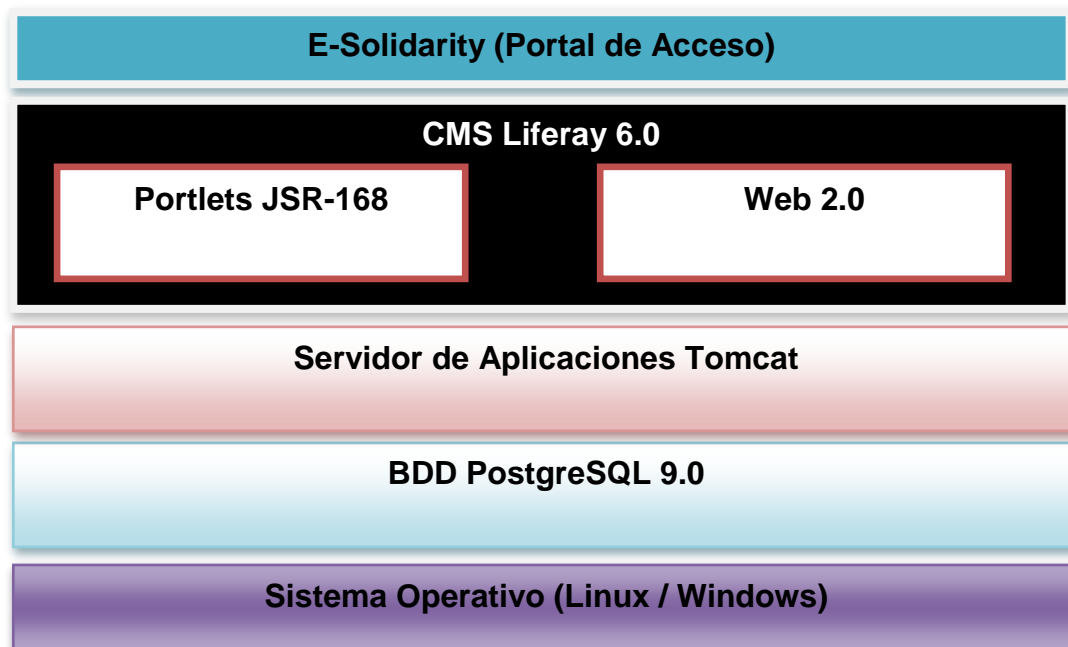 E-Solidarity (Portal de Acceso)
CMS Liferay 6.0
Portlets JSR-168
Web 2.0
Servidor de Aplicaciones Tomcat
BDD PostgreSQL 9.0
Sistema Operativo (Linux / Windows)